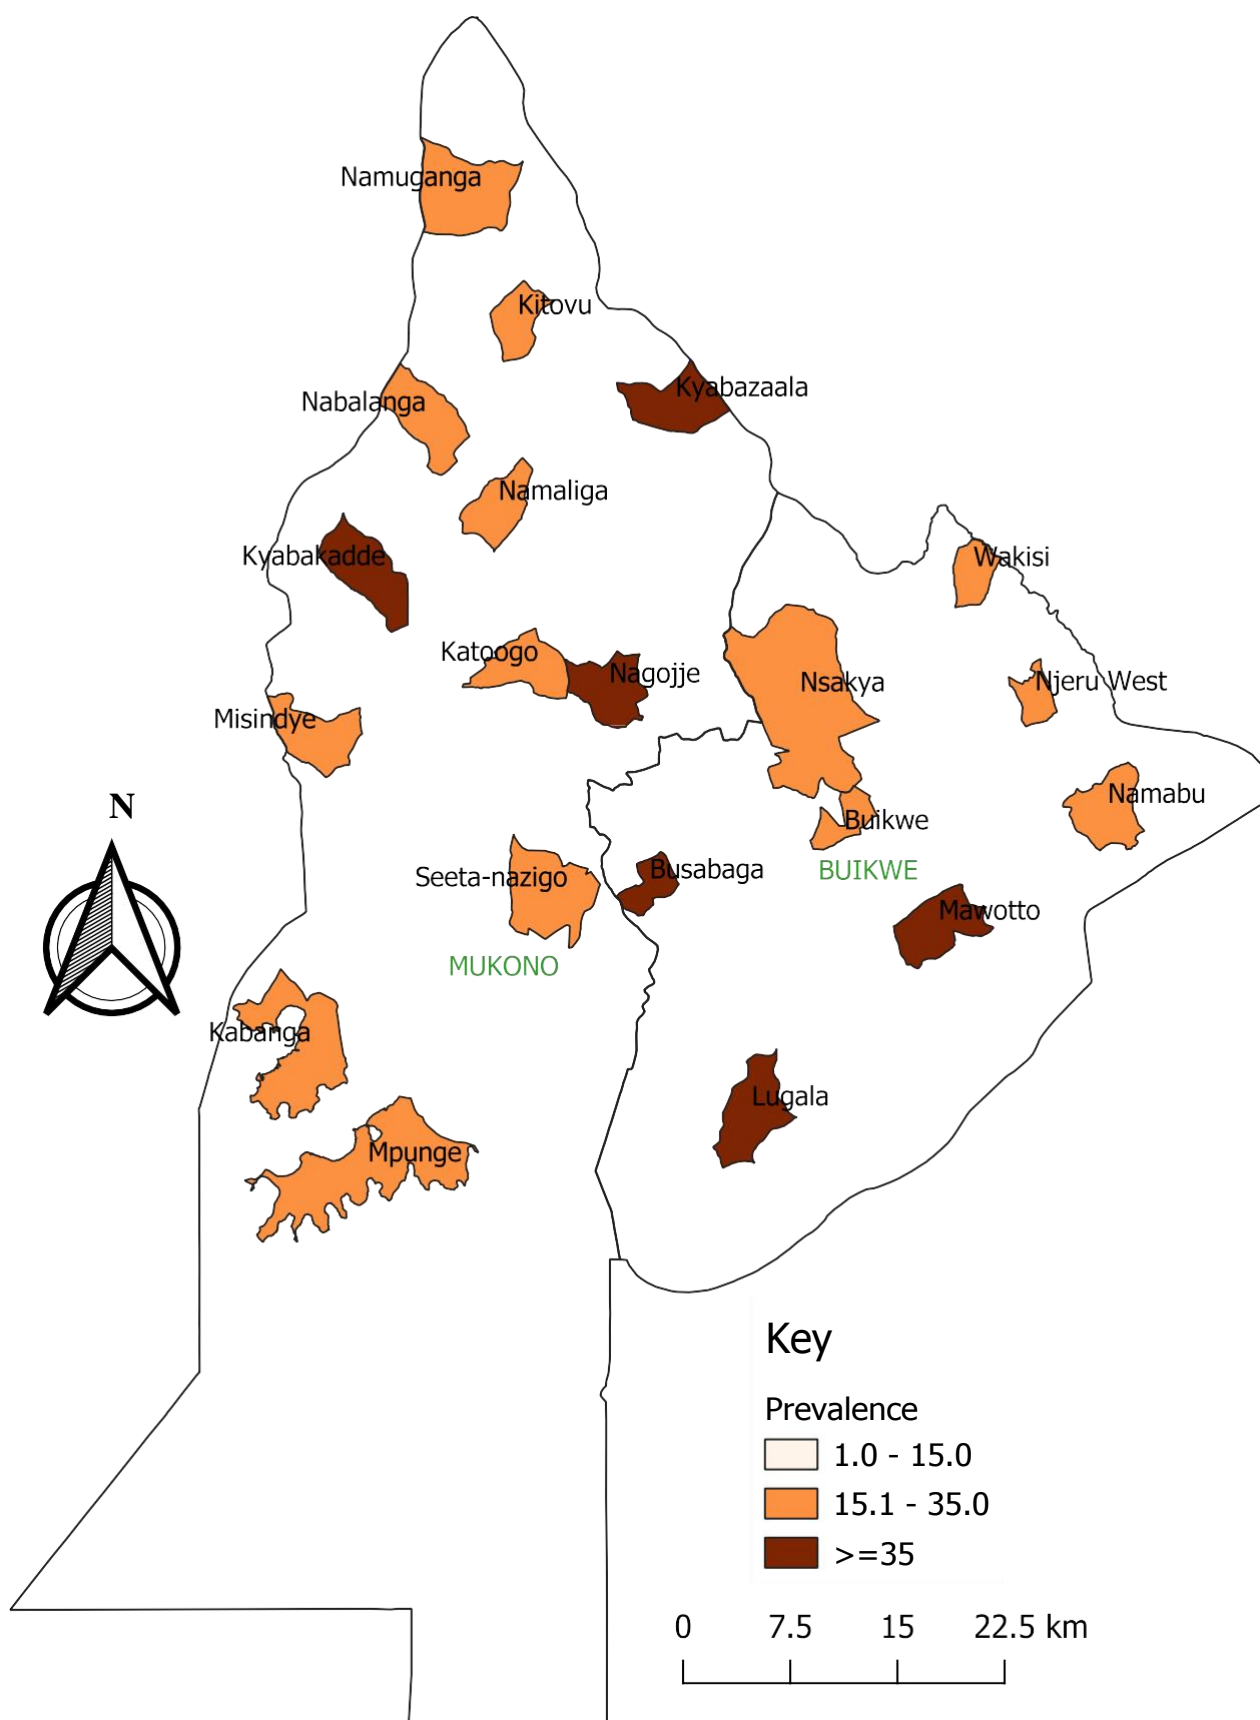 Namuganga
Kitovu
Kyabazaala
Nabalanga
Namaliga
Kyabakadde
Wakisi
Katoogo
Nagojje
Nsakya
Njeru West
Misindye
Namabu
N
Buikwe
Seeta-nazigo
Busabaga
BUIKWE
Mawotto
MUKONO
Kabanga
Lugala
Mpunge
Key
Prevalence
1.0 - 15.0
15.1 - 35.0
>=35
0 7.5 15 22.5 km